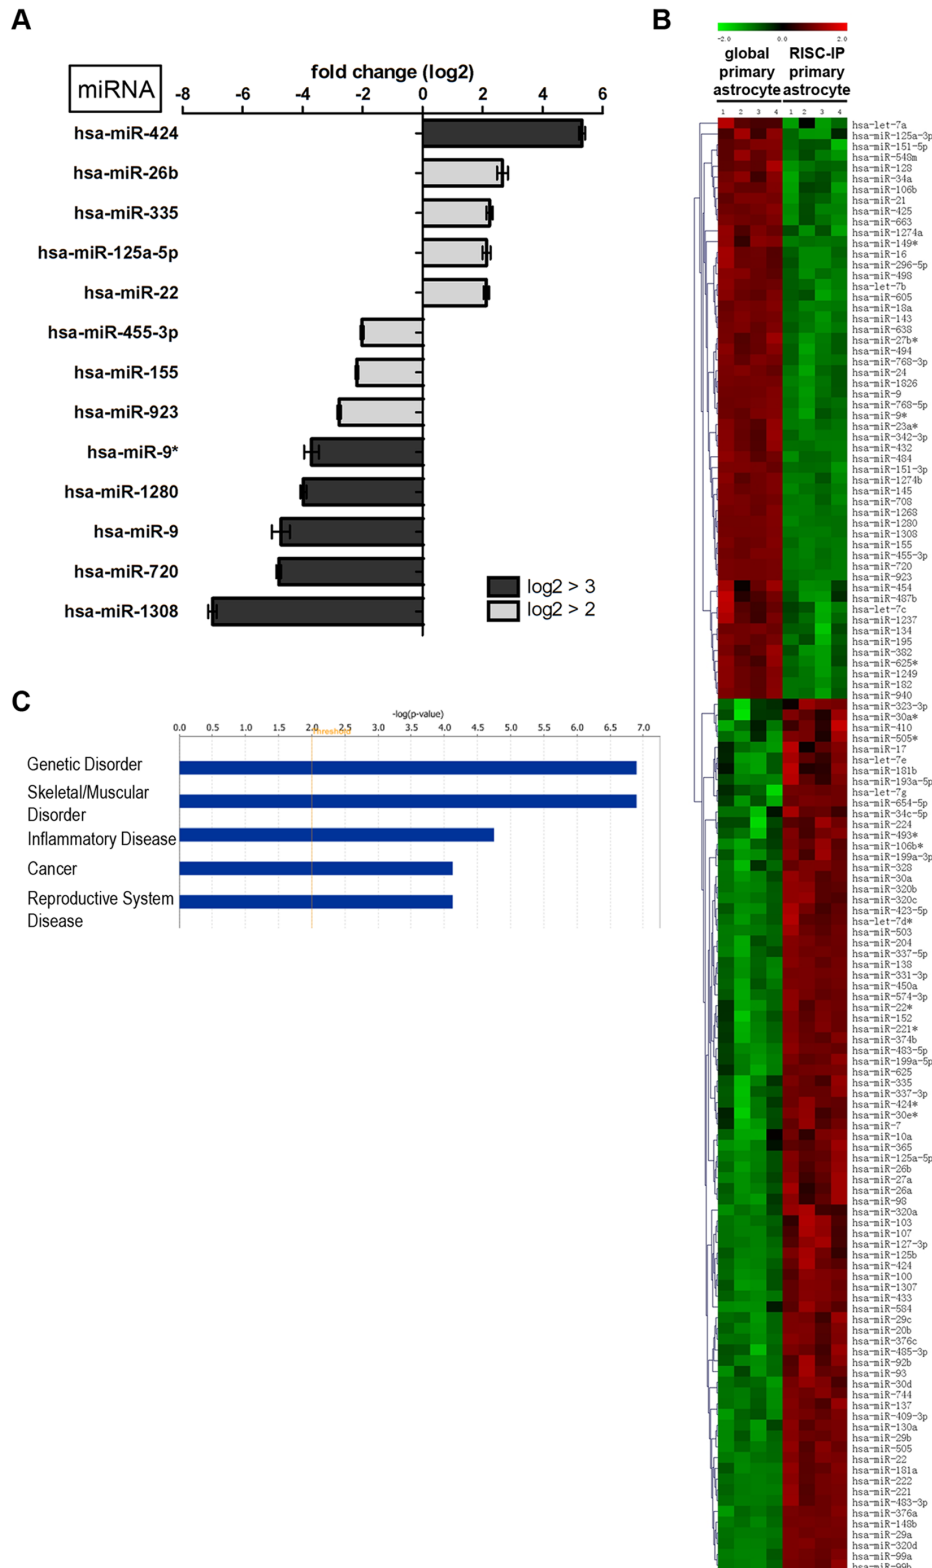 A
miRNA
fold change (log2)
-8 -6 -4 -2 0 2 4 6
hsa-miR-424
hsa-miR-26b
hsa-miR-335
hsa-miR-125a-5p
hsa-miR-22
hsa-miR-455-3p
hsa-miR-155
hsa-miR-923
hsa-miR-9*
hsa-miR-1280
hsa-miR-9
hsa-miR-720
hsa-miR-1308
log2 > 3
log2 > 2
B
-2.0 0.0 2.0
global primary astrocyte
RISC-IP primary astrocyte
1 2 3 4 1 2 3 4
hsa-let-7a
hsa-miR-125a-3p
hsa-miR-151-5p
hsa-miR-548m
hsa-miR-128
hsa-miR-34a
hsa-miR-106b
hsa-miR-21
hsa-miR-425
hsa-miR-663
hsa-miR-1274a
hsa-miR-149*
hsa-miR-16
hsa-miR-296-5p
hsa-miR-498
hsa-let-7b
hsa-miR-605
hsa-miR-18a
hsa-miR-143
hsa-miR-638
hsa-miR-27b*
hsa-miR-494
hsa-miR-768-3p
hsa-miR-24
hsa-miR-1826
hsa-miR-9
hsa-miR-768-5p
hsa-miR-9*
hsa-miR-23a*
hsa-miR-342-3p
hsa-miR-432
hsa-miR-484
hsa-miR-151-3p
hsa-miR-1274b
hsa-miR-145
hsa-miR-708
hsa-miR-1268
hsa-miR-1280
hsa-miR-1308
hsa-miR-155
hsa-miR-455-3p
hsa-miR-720
hsa-miR-923
hsa-miR-454
hsa-miR-487b
hsa-let-7c
hsa-miR-1237
hsa-miR-134
hsa-miR-195
hsa-miR-382
hsa-miR-625*
hsa-miR-1249
hsa-miR-182
hsa-miR-940
hsa-miR-323-3p
hsa-miR-30a*
hsa-miR-410
hsa-miR-505*
hsa-miR-17
hsa-let-7e
hsa-miR-181b
hsa-miR-193a-5p
hsa-let-7g
hsa-miR-654-5p
hsa-miR-34c-5p
hsa-miR-224
hsa-miR-493*
hsa-miR-106b*
hsa-miR-199a-3p
hsa-miR-328
hsa-miR-30a
hsa-miR-320b
hsa-miR-320c
hsa-miR-423-5p
hsa-let-7d*
hsa-miR-503
hsa-miR-204
hsa-miR-337-5p
hsa-miR-138
hsa-miR-331-3p
hsa-miR-450a
hsa-miR-574-3p
hsa-miR-22*
hsa-miR-152
hsa-miR-221*
hsa-miR-374b
hsa-miR-483-5p
hsa-miR-199a-5p
hsa-miR-625
hsa-miR-335
hsa-miR-337-3p
hsa-miR-424*
hsa-miR-30e*
hsa-miR-7
hsa-miR-10a
hsa-miR-365
hsa-miR-125a-5p
hsa-miR-26b
hsa-miR-27a
hsa-miR-26a
hsa-miR-98
hsa-miR-320a
hsa-miR-103
hsa-miR-107
hsa-miR-127-3p
hsa-miR-125b
hsa-miR-424
hsa-miR-100
hsa-miR-1307
hsa-miR-433
hsa-miR-584
hsa-miR-29c
hsa-miR-20b
hsa-miR-376c
hsa-miR-485-3p
hsa-miR-92b
hsa-miR-93
hsa-miR-30d
hsa-miR-744
hsa-miR-137
hsa-miR-409-3p
hsa-miR-130a
hsa-miR-29b
hsa-miR-505
hsa-miR-22
hsa-miR-181a
hsa-miR-222
hsa-miR-221
hsa-miR-483-3p
hsa-miR-376a
hsa-miR-148b
hsa-miR-29a
hsa-miR-320d
hsa-miR-99a
hsa-miR-99b
C
-log(p-value)
0.0 0.5 1.0 1.5 2.0 2.5 3.0 3.5 4.0 4.5 5.0 5.5 6.0 6.5 7.0
Threshold
Genetic Disorder
Skeletal/Muscular
Disorder
Inflammatory Disease
Cancer
Reproductive System
Disease